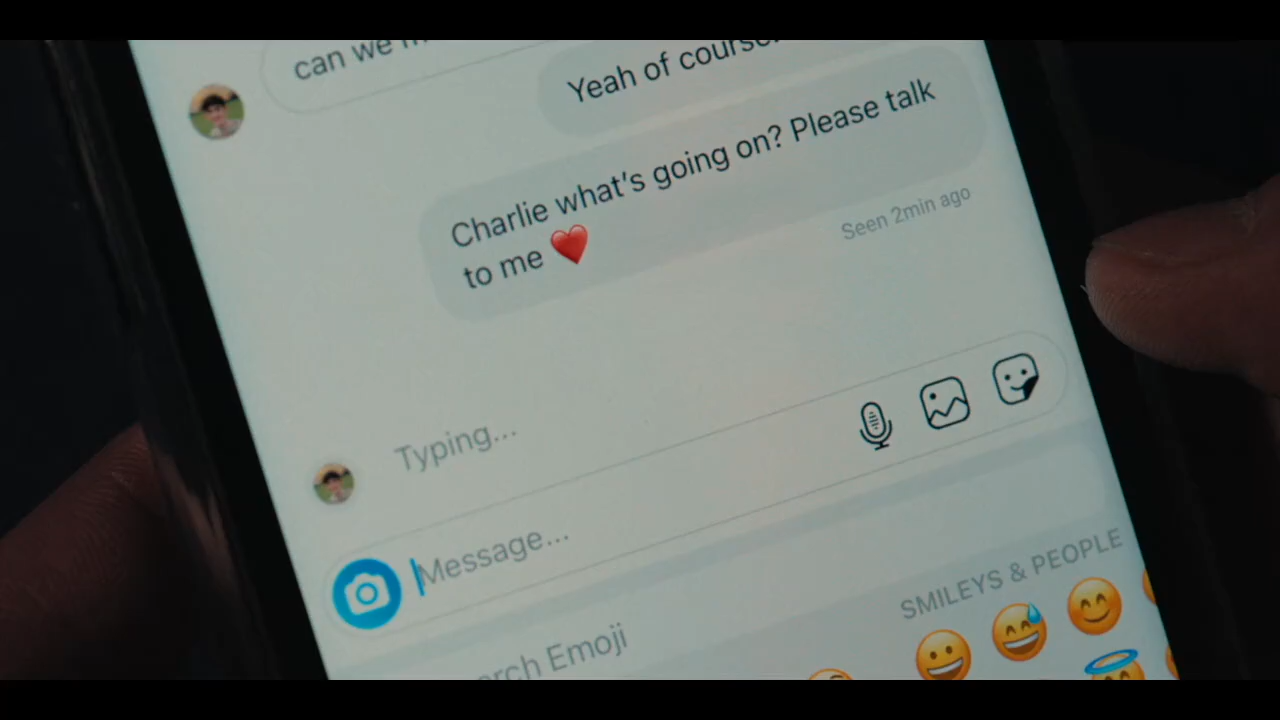 can we
Yeah of course.
Charlie what's going on? Please talk
to me ❤️
Seen 2min ago
Typing...
Message...
Emoji
SMILEYS & PEOPLE